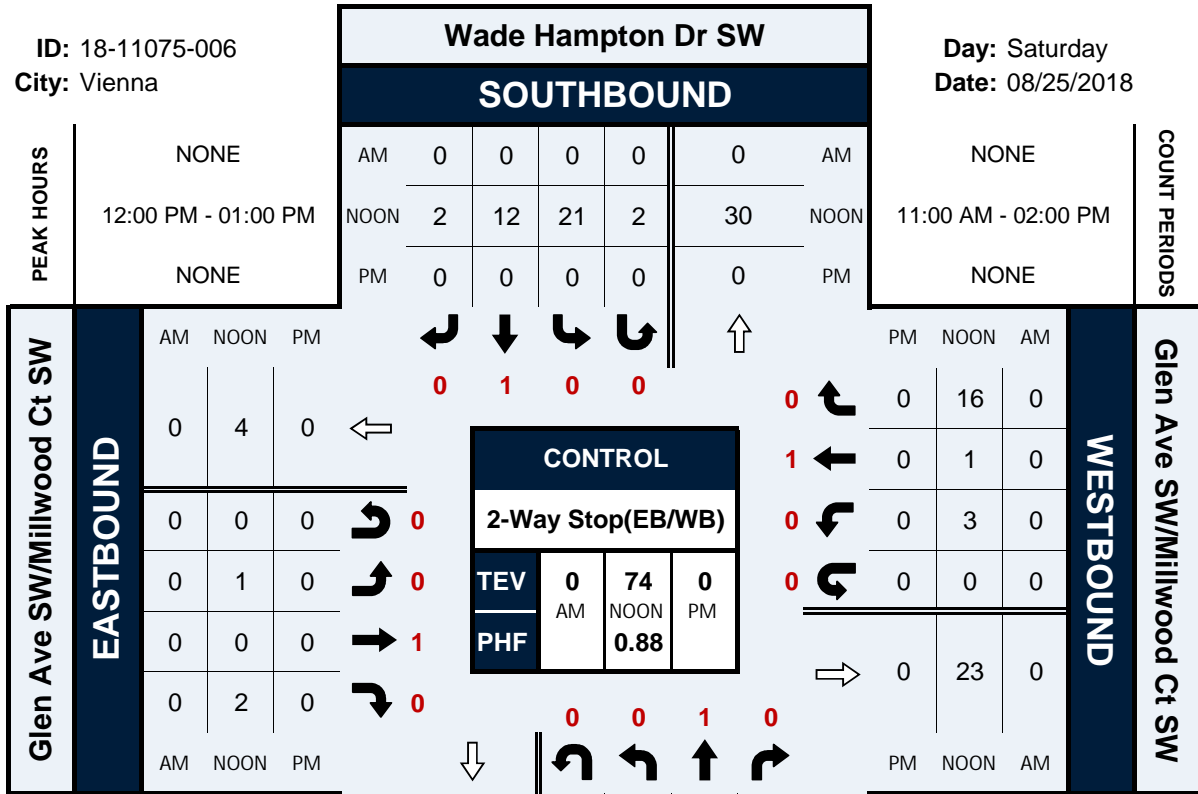 ID: 18-11075-006
City: Vienna
Wade Hampton Dr SW
SOUTHBOUND
Day: Saturday
Date: 08/25/2018
PEAK HOURS
NONE
12:00 PM - 01:00 PM
NONE
AM 0 0 0 0 0 AM
NOON 2 12 21 2 30 NOON
PM 0 0 0 0 0 PM
NONE
11:00 AM - 02:00 PM
NONE
COUNT PERIODS
0 1 0 0
Glen Ave SW/Millwood Ct SW
EASTBOUND
AM NOON PM
0 4 0
0 0 0 0
0 1 0 0
0 0 0 1
0 2 0 0
AM NOON PM
CONTROL
2-Way Stop(EB/WB)
TEV 0 74 0
AM NOON PM
PHF 0.88
PM NOON AM
0 0 16 0
1 0 1 0
0 0 3 0
0 0 0 0
0 23 0
PM NOON AM
WESTBOUND
Glen Ave SW/Millwood Ct SW
0 0 1 0